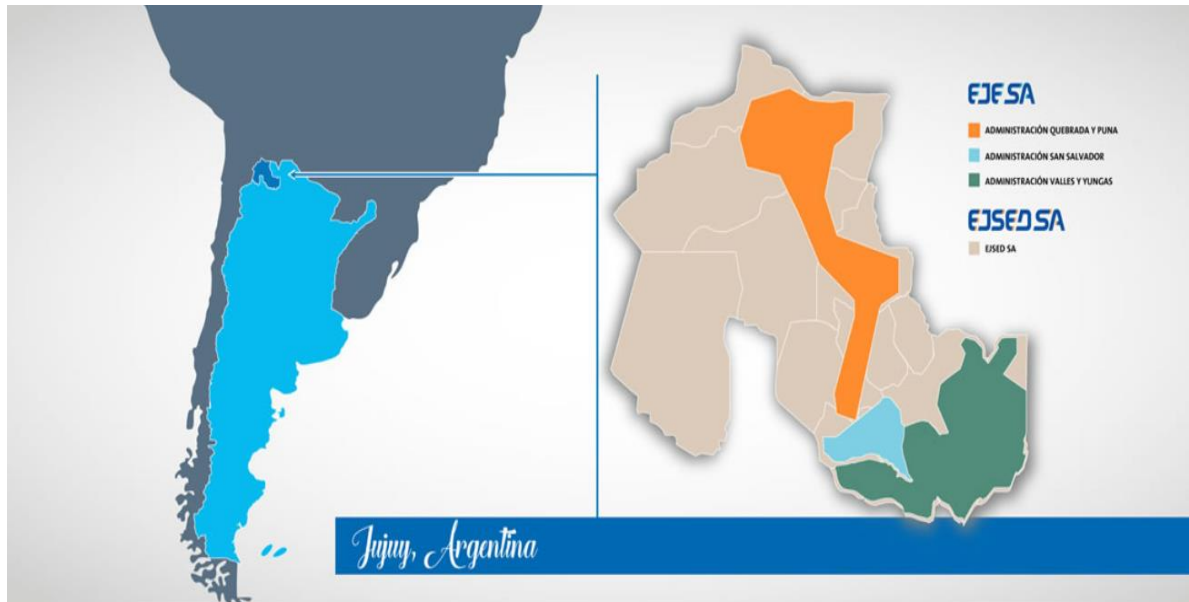 EJE SA
ADMINISTRACIÓN QUEBRADA Y PUNA
ADMINISTRACIÓN SAN SALVADOR
ADMINISTRACIÓN VALLES Y YUNGAS
EJSED SA
EJSED SA
Jujuy, Argentina